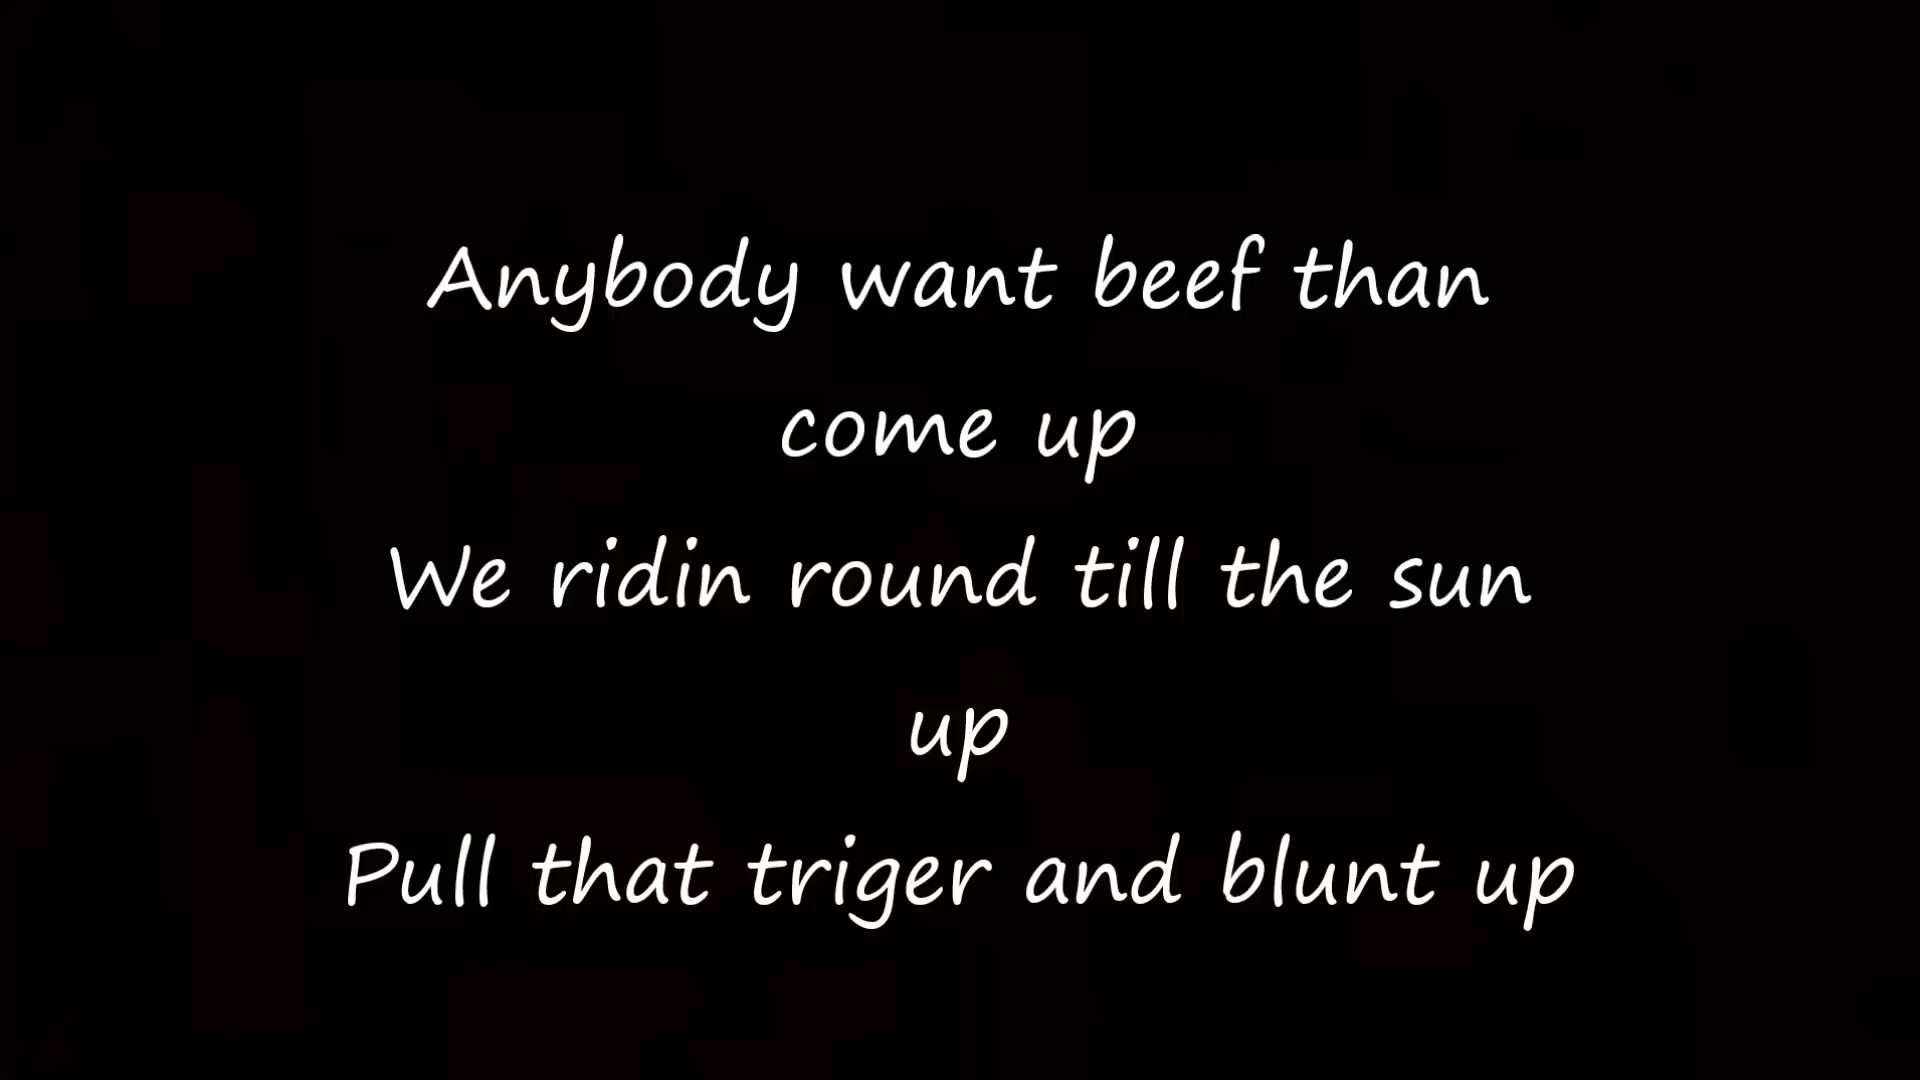 Anybody want beef than
come up
We ridin round till the sun
up
Pull that triger and blunt up